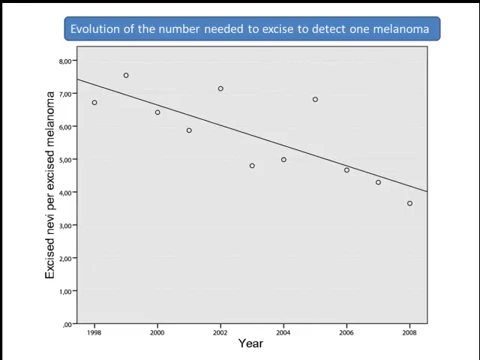 Evolution of the number needed to excise to detect one melanoma
8,00
7,00
6,00
5,00
4,00
3,00
2,00
1,00
,00
Excised nevi per excised melanoma
1998 2000 2002 2004 2006 2008
Year